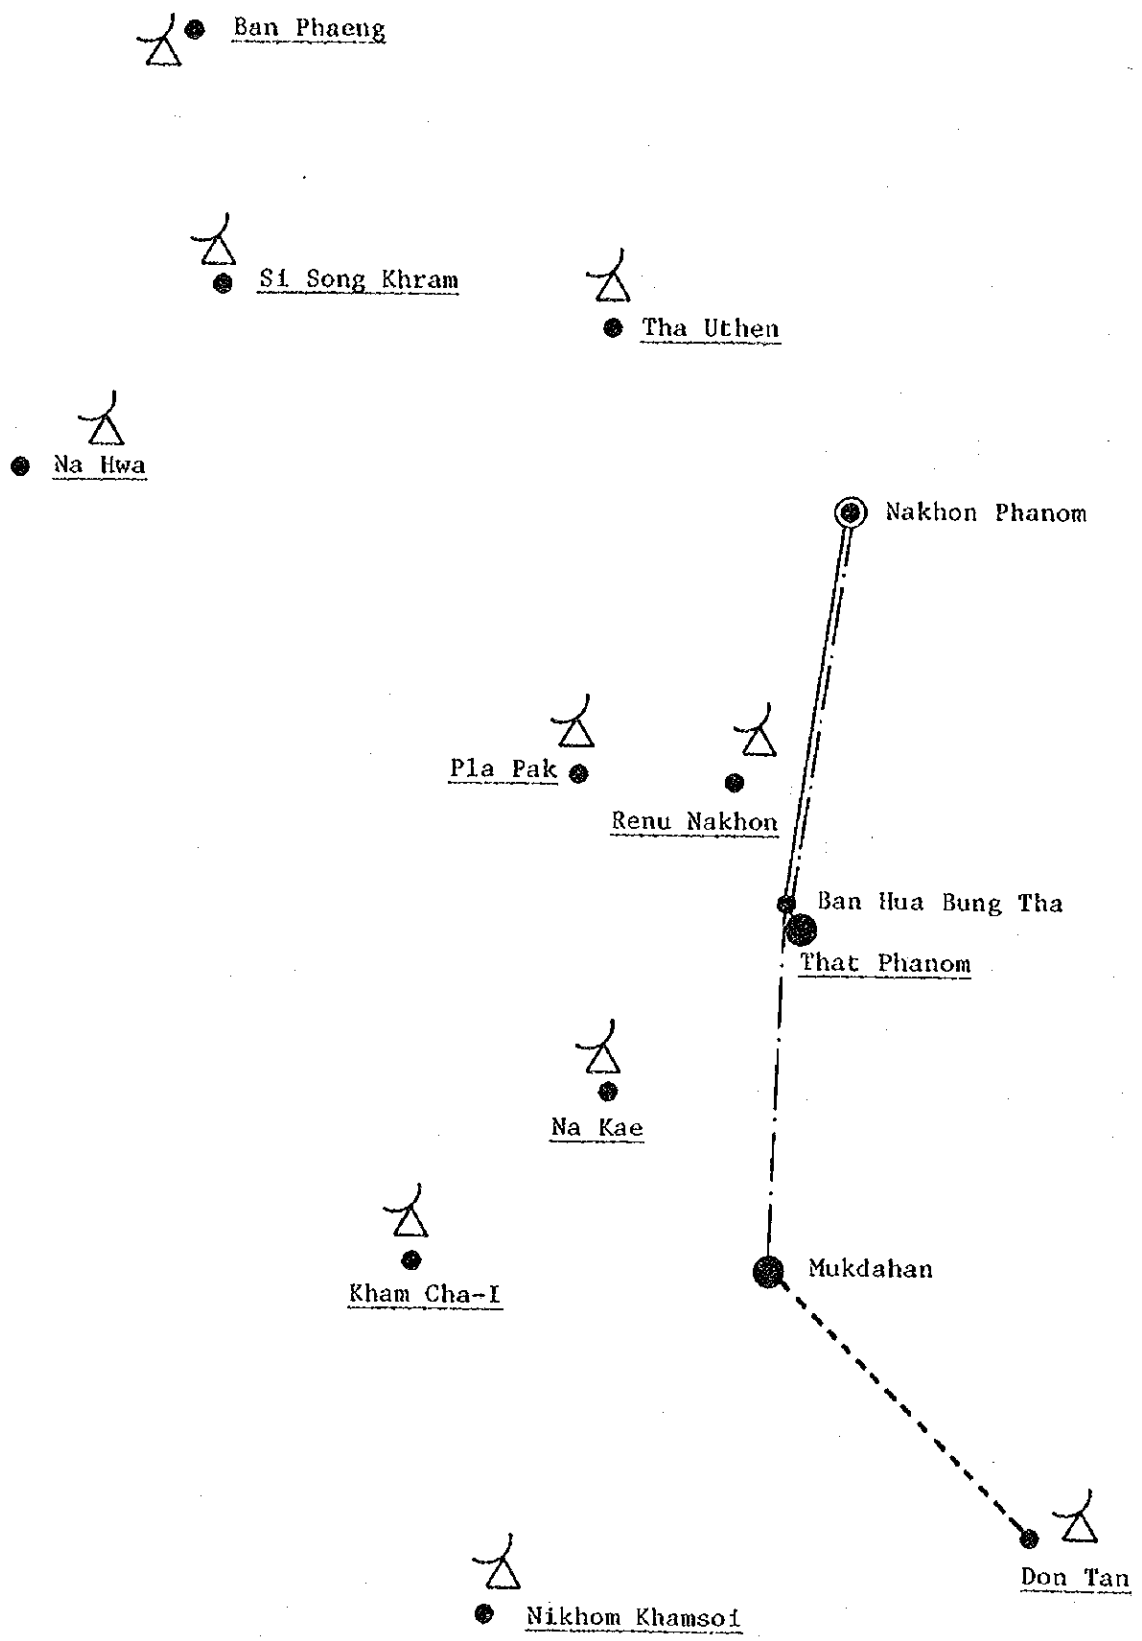 Ban Phaeng
Si Song Khram
Tha Uthen
Na Hwa
Nakhon Phanom
Pla Pak
Renu Nakhon
Ban Hua Bung Tha
That Phanom
Na Kae
Kham Cha-I
Mukdahan
Don Tan
Nikhom Khamsoi